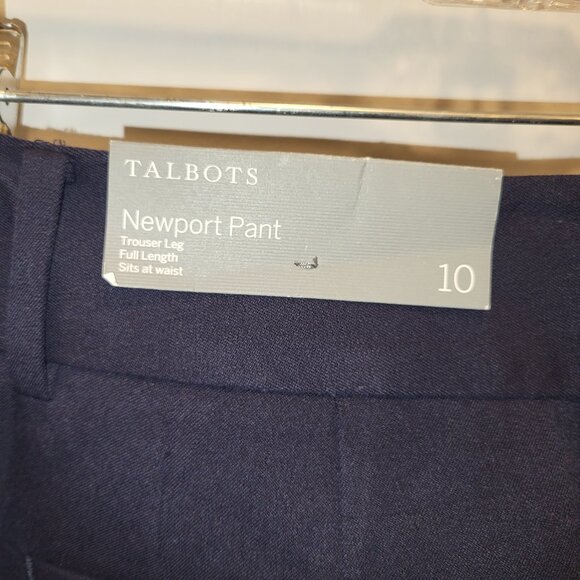 TALBOTS
Newport Pant
Trouser Leg
Full Length
Sits at waist
10